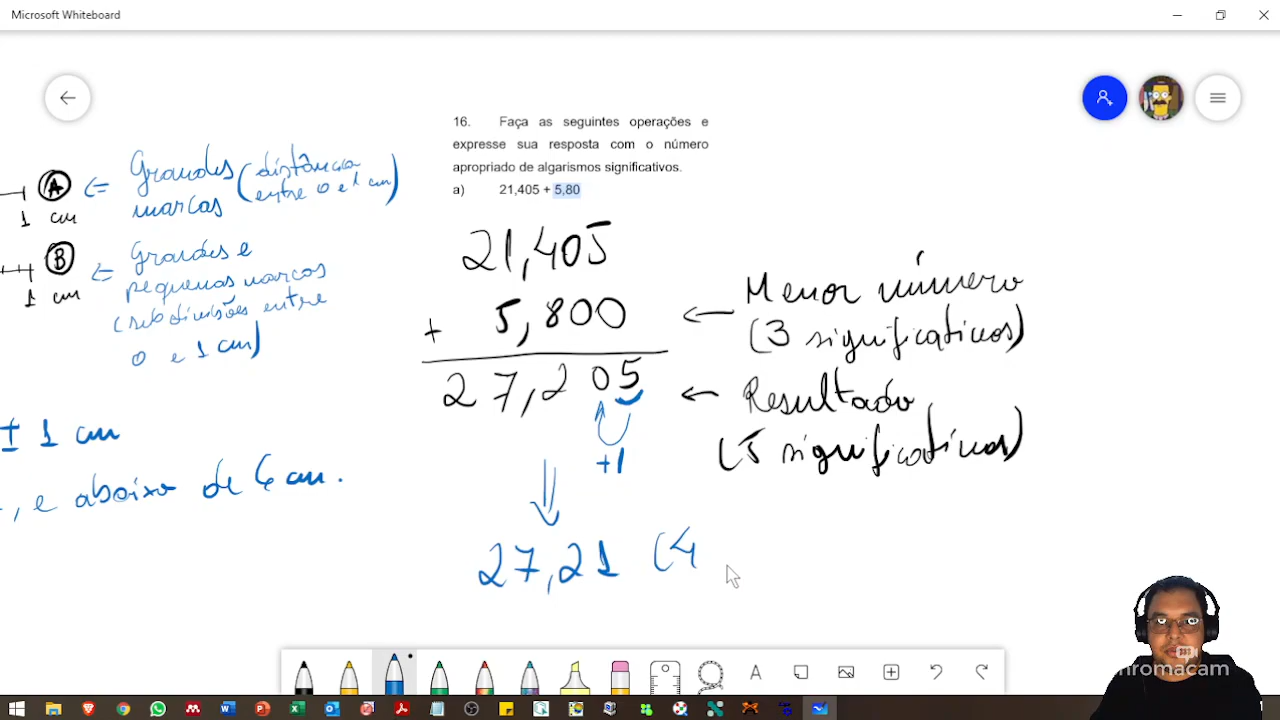 Microsoft Whiteboard
16. Faça as seguintes operações e
expresse sua resposta com o número
apropriado de algarismos significativos.
a) 21,405 + 5,80
A ⇐ Grandes (distância
marcas entre 0 e 1 cm)
1 cm
B ⇐ Grandes e
pequenas marcas
1 cm
(subdivisões entre
0 e 1 cm)
± 1 cm
, e abaixo de 6 cm.
21,405
+ 5,800 ← Menor número
(3 significativos)
27,205 ← Resultado
(5 significativos)
+1
⇓
27,21 (4
A
chromacam